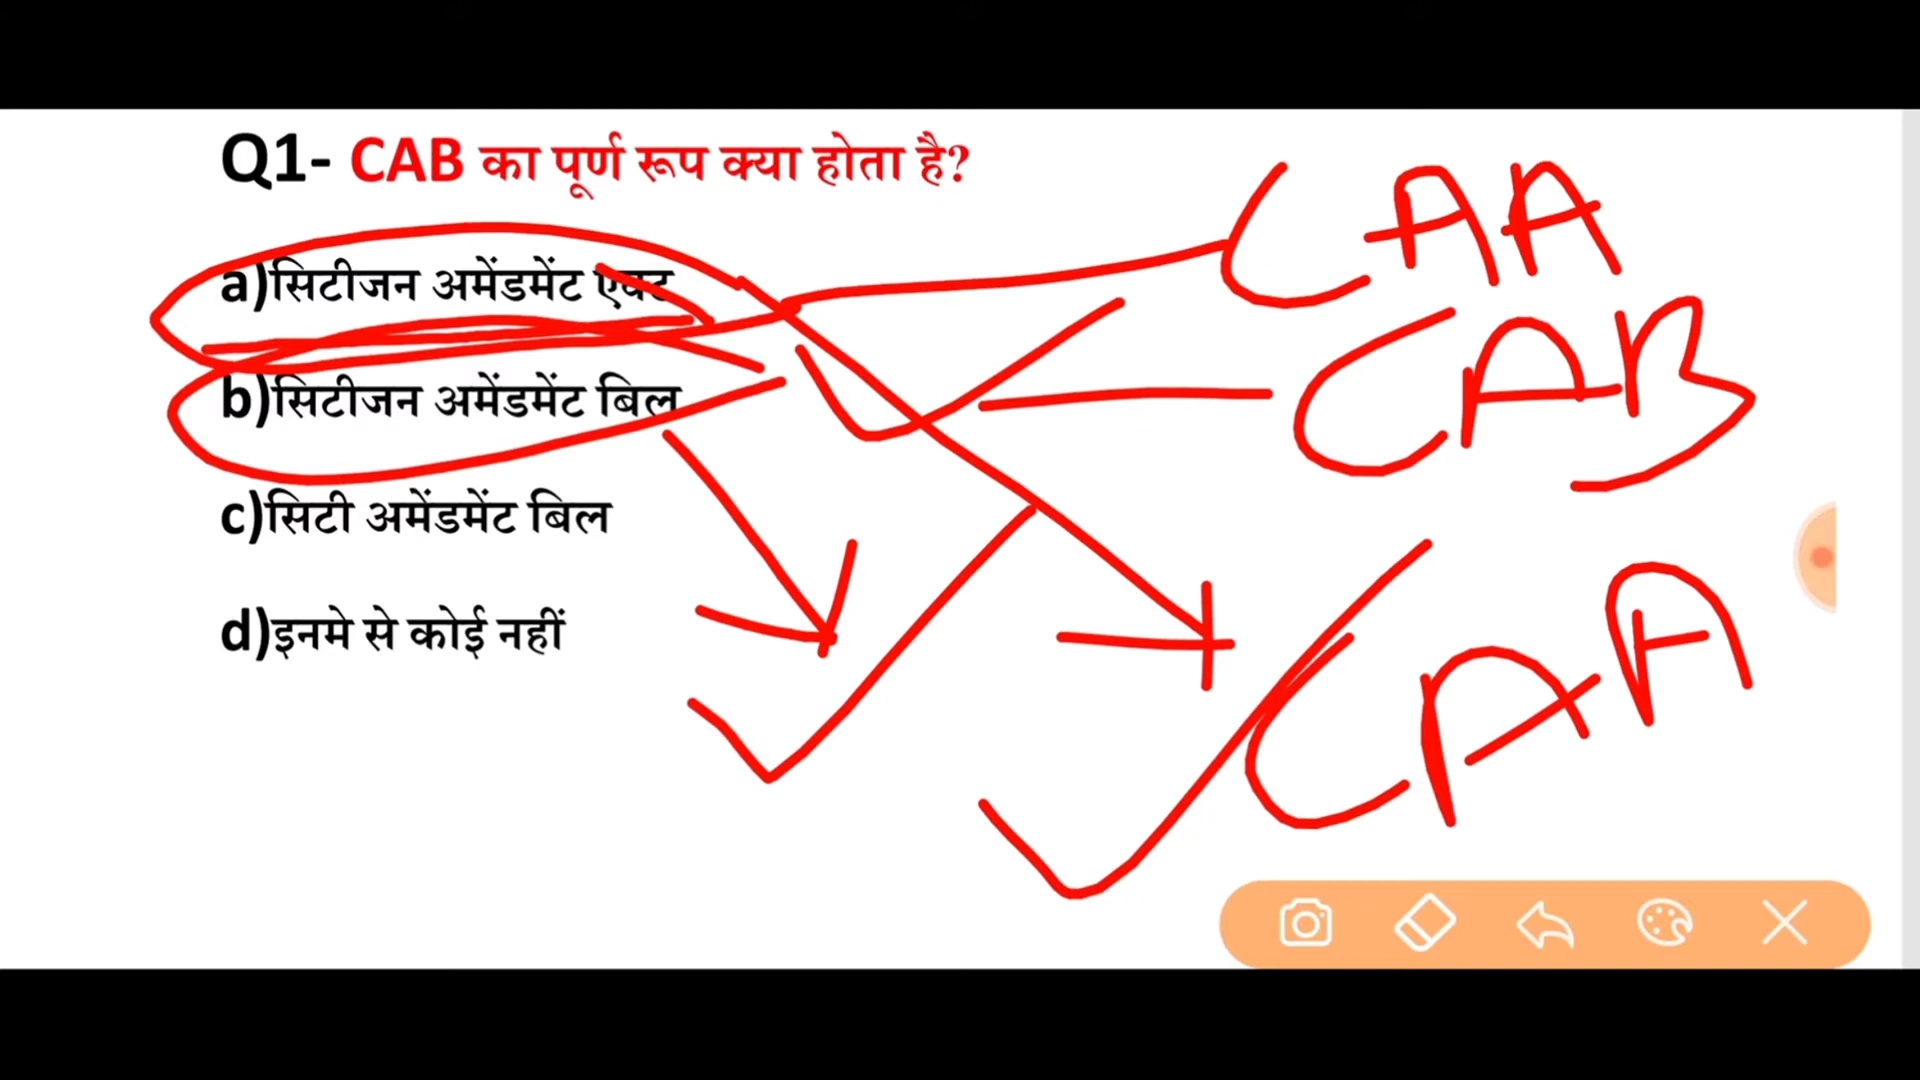 Q1- CAB का पूर्ण रूप क्या होता है?
CAA
a)सिटीजन अमेंडमेंट एक्ट
CAB
b)सिटीजन अमेंडमेंट बिल
c)सिटी अमेंडमेंट बिल
d)इनमे से कोई नहीं
CAA